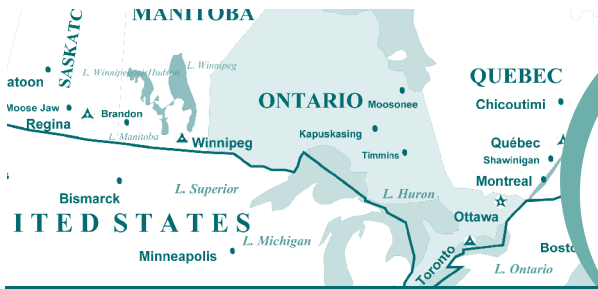 MANITOBA
SASKATC
L. Winnipeg
QUEBEC
atoon
ONTARIO
Moosonee
Chicoutimi
Moose Jaw
Brandon
Regina
L. Manitoba
Winnipeg
Kapuskasing
Québec
Timmins
Shawinigan
Montreal
L. Superior
L. Huron
Bismarck
Ottawa
ITED STATES
L. Michigan
Minneapolis
Bosto
Toronto
L. Ontario